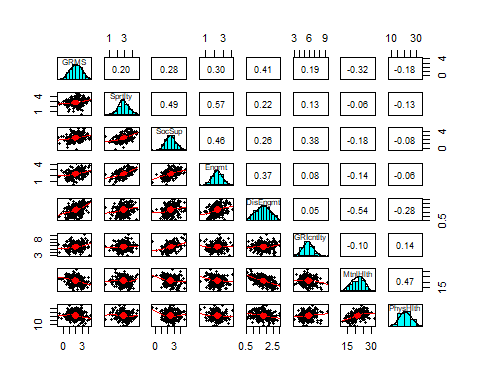 1 3 1 3 3 6 9 10 30
GRMS 0.20 0.28 0.30 0.41 0.19 -0.32 -0.18 0 4
1 4 Sprtlty 0.49 0.57 0.22 0.13 -0.06 -0.13
SocSup 0.46 0.26 0.38 -0.18 -0.08 0 4
1 4 Engmt 0.37 0.08 -0.14 -0.06
DisEngmt 0.05 -0.54 -0.28 0.5
3 8 GRIcntlty -0.10 0.14
MtnlHlth 0.47 15
10 PhysHlth
0 3 0 3 0.5 2.5 15 30